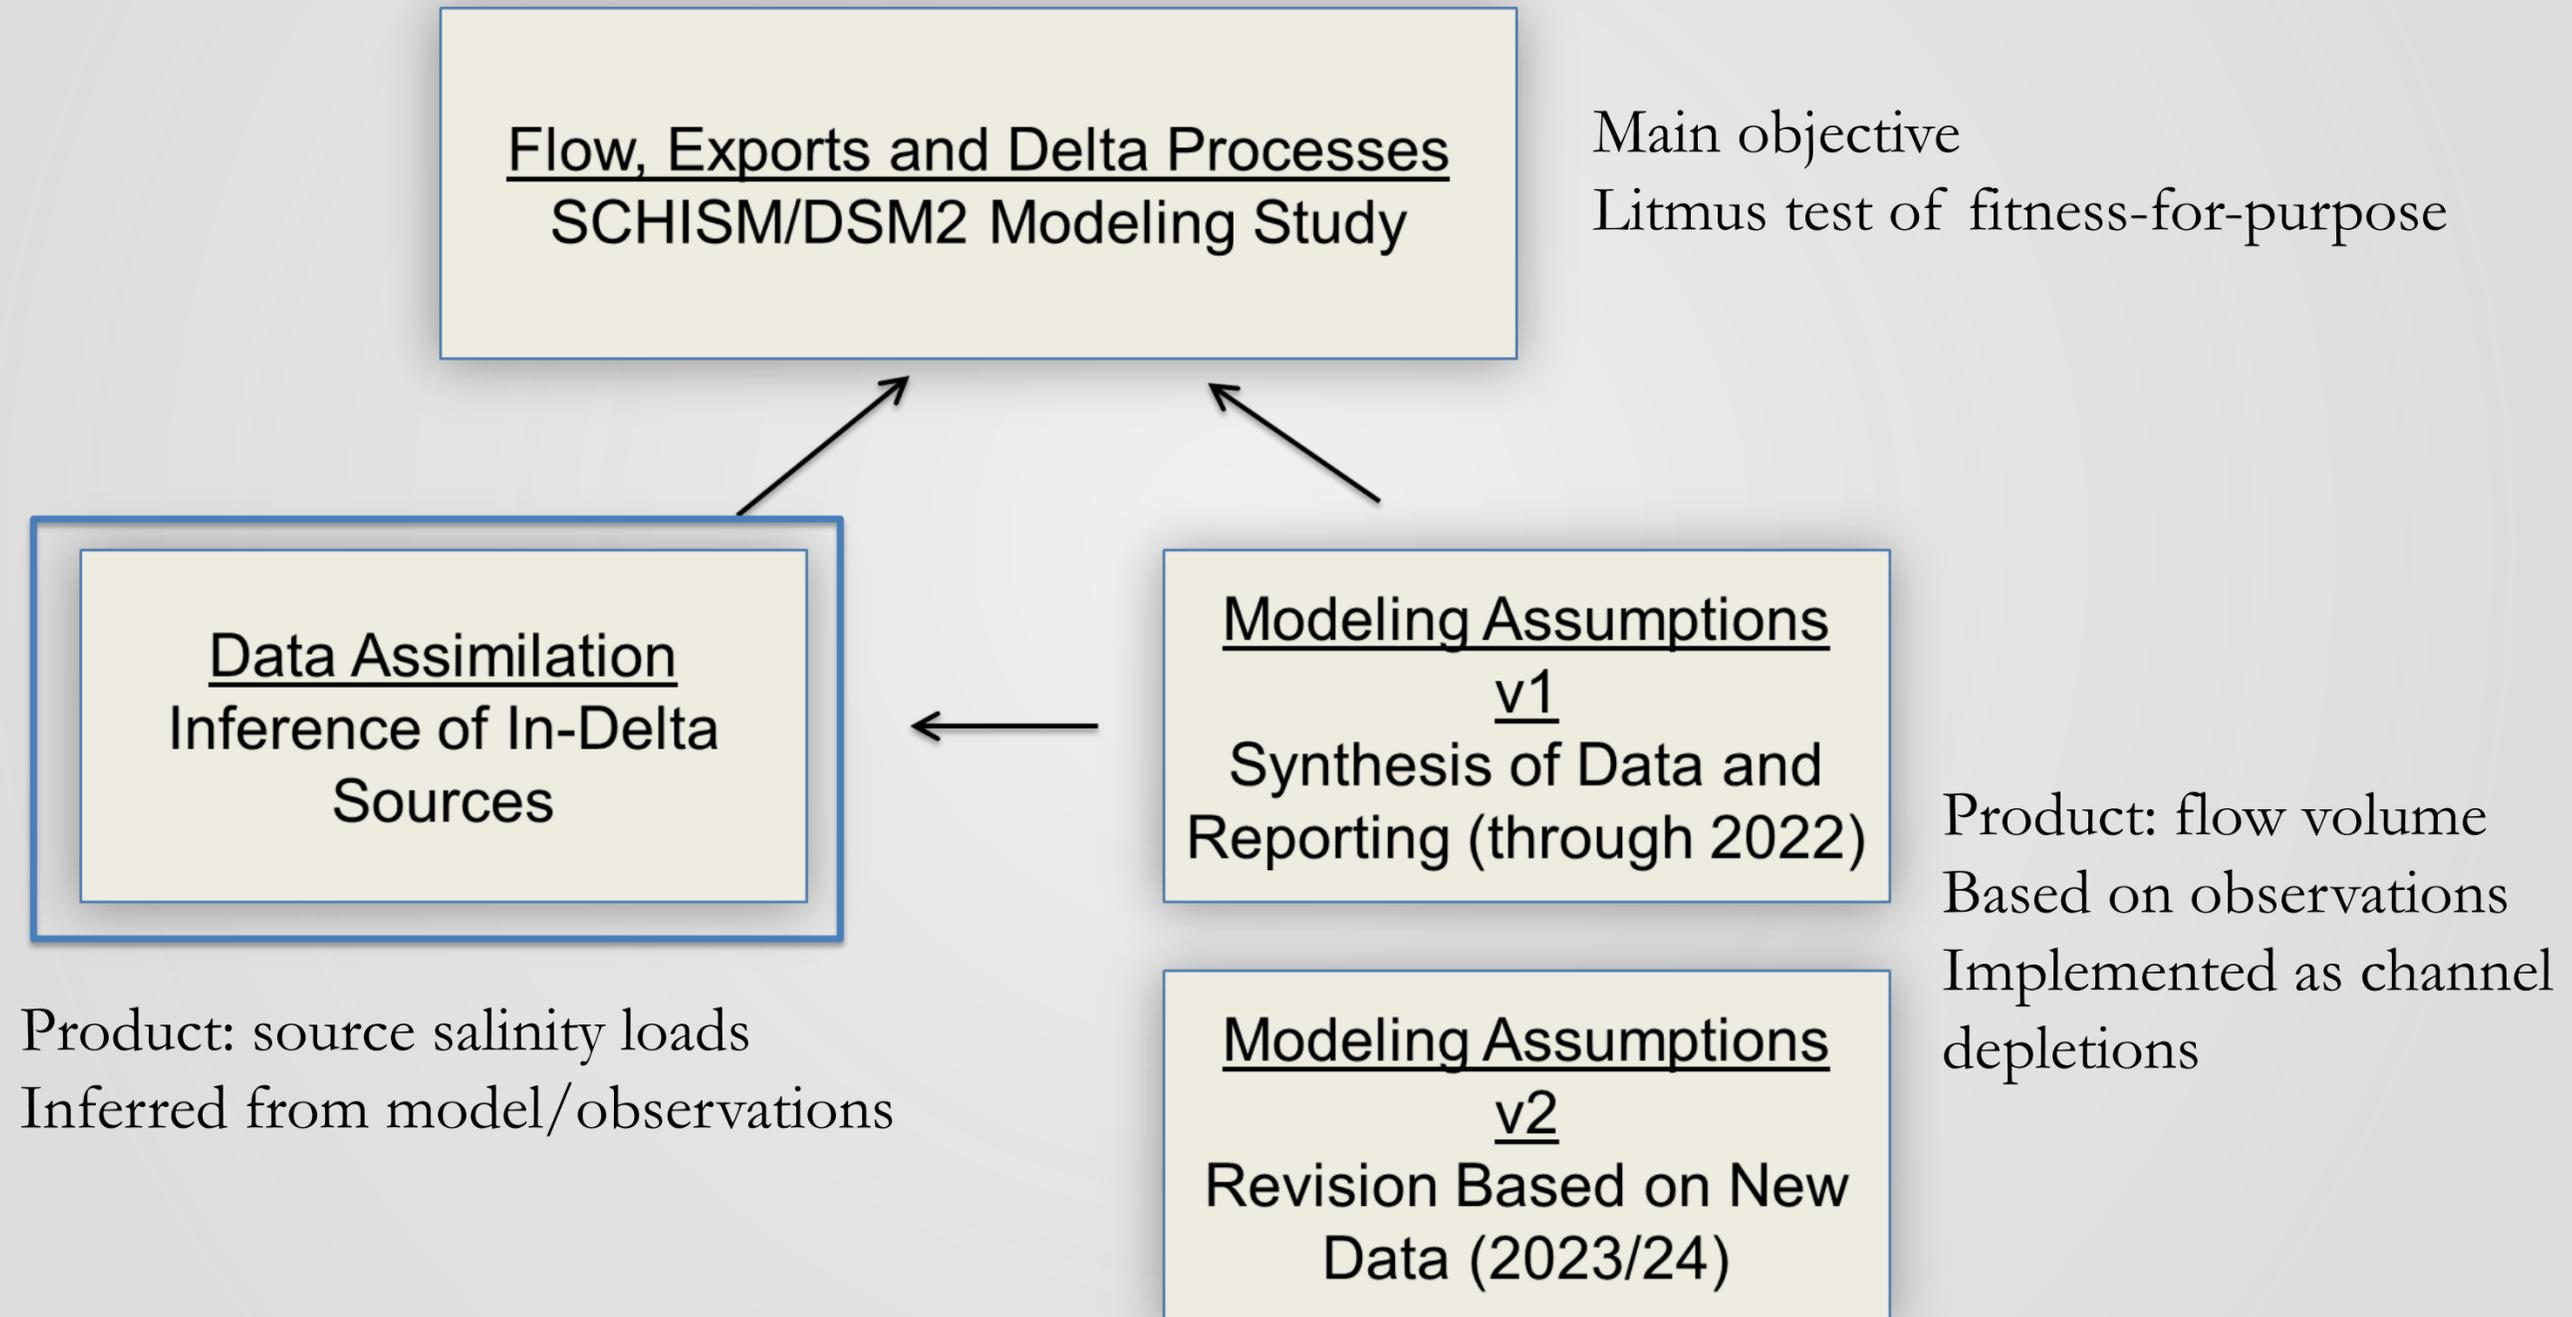 Flow, Exports and Delta Processes
SCHISM/DSM2 Modeling Study
Main objective
Litmus test of fitness-for-purpose
Data Assimilation
Inference of In-Delta
Sources
Modeling Assumptions
v1
Synthesis of Data and
Reporting (through 2022)
Product: flow volume
Based on observations
Implemented as channel
depletions
Product: source salinity loads
Inferred from model/observations
Modeling Assumptions
v2
Revision Based on New
Data (2023/24)